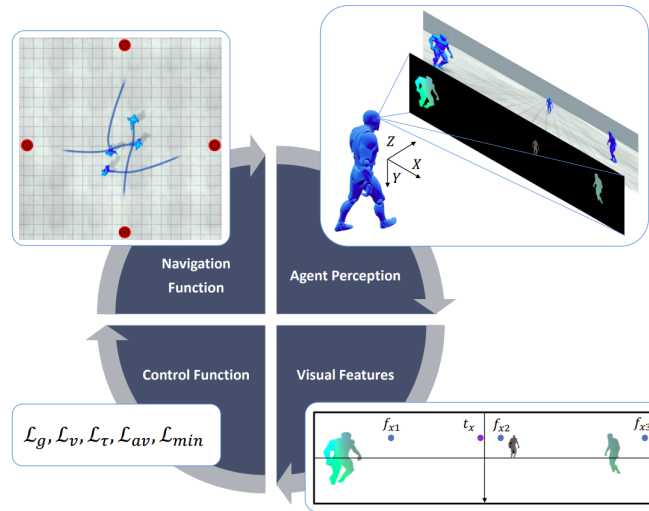 Z
X
Y
Navigation
Function
Agent Perception
Control Function
Visual Features
ℒg, ℒv, ℒτ, ℒav, ℒmin
fx1 tx fx2 fx3